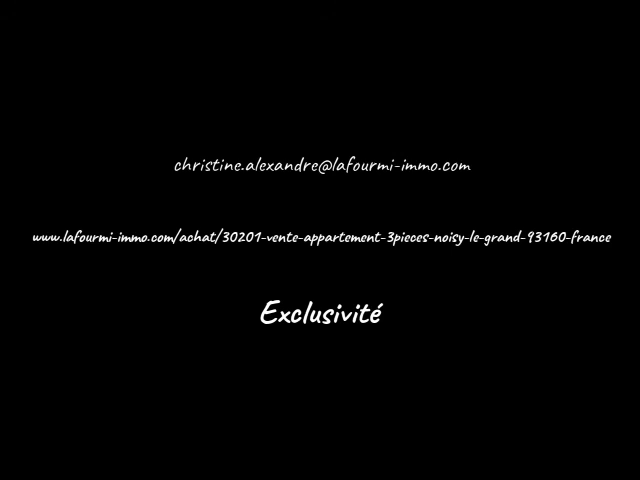 christine.alexandre@lafourmi-immo.com
www.lafourmi-immo.com/achat/30201-vente-appartement-3pieces-noisy-le-grand-93160-france
Exclusivité